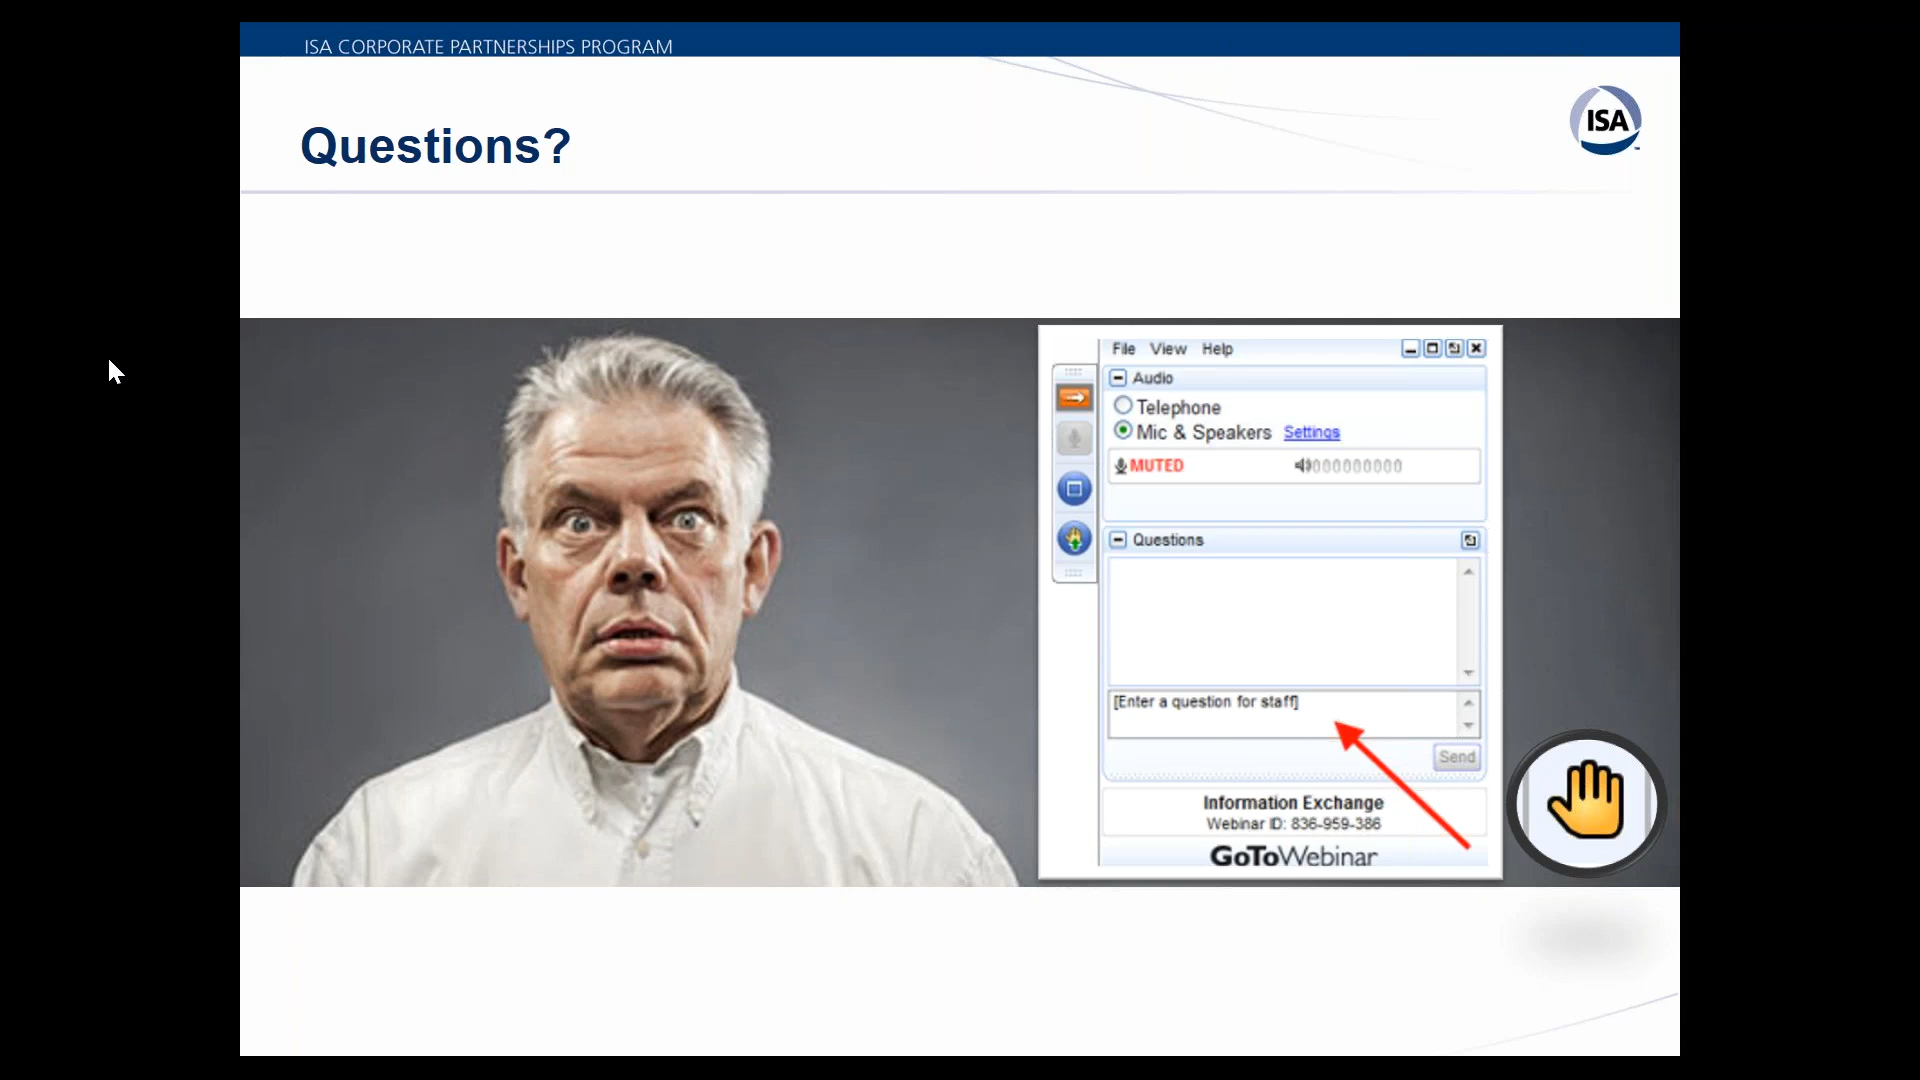 ISA CORPORATE PARTNERSHIPS PROGRAM
ISA
Questions?
File View Help
Audio
Telephone
Mic & Speakers Settings
MUTED
Questions
[Enter a question for staff]
Send
Information Exchange
Webinar ID: 836-959-386
GoToWebinar